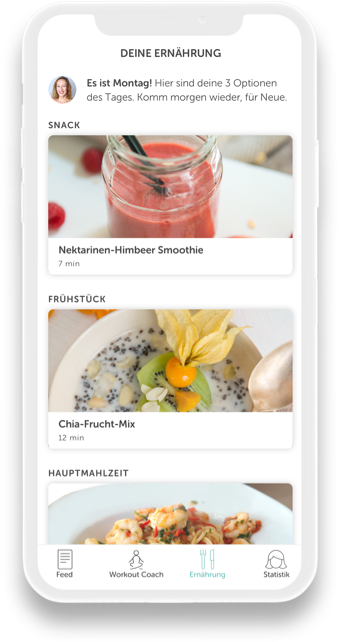 DEINE ERNÄHRUNG
Es ist Montag! Hier sind deine 3 Optionen
des Tages. Komm morgen wieder, für Neue.
SNACK
Nektarinen-Himbeer Smoothie
7 min
FRÜHSTÜCK
Chia-Frucht-Mix
12 min
HAUPTMAHLZEIT
Feed Workout Coach Ernährung Statistik